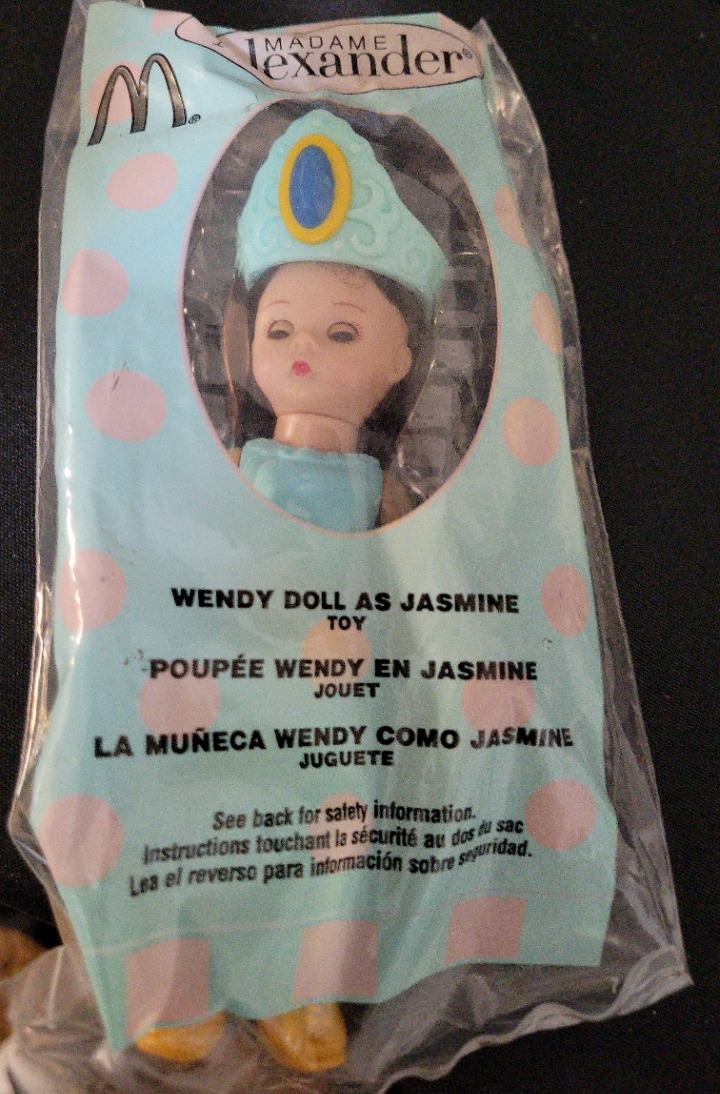 MADAME
lexander®
M®
WENDY DOLL AS JASMINE
TOY
POUPÉE WENDY EN JASMINE
JOUET
LA MUÑECA WENDY COMO JASMINE
JUGUETE
See back for safety information.
Instructions touchant la sécurité au dos du sac
Lea el reverso para información sobre seguridad.